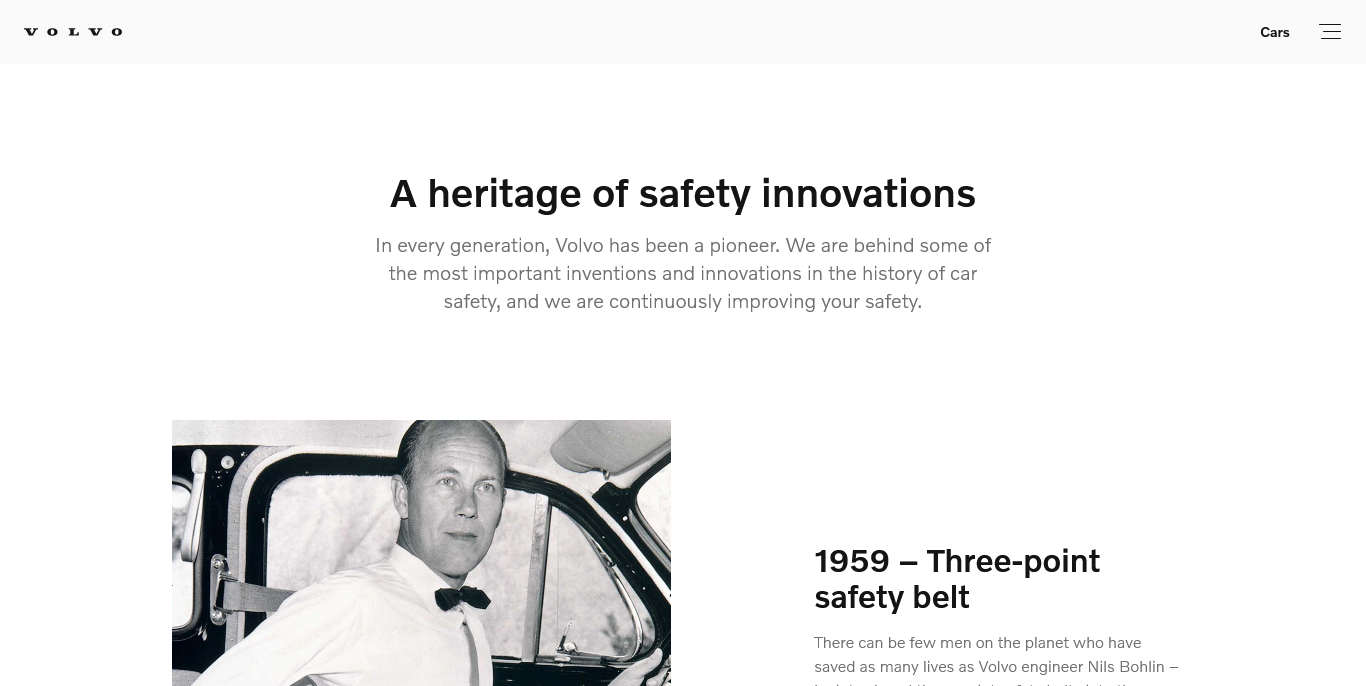 VOLVO
Cars
A heritage of safety innovations
In every generation, Volvo has been a pioneer. We are behind some of
the most important inventions and innovations in the history of car
safety, and we are continuously improving your safety.
1959 – Three-point
safety belt
There can be few men on the planet who have
saved as many lives as Volvo engineer Nils Bohlin –